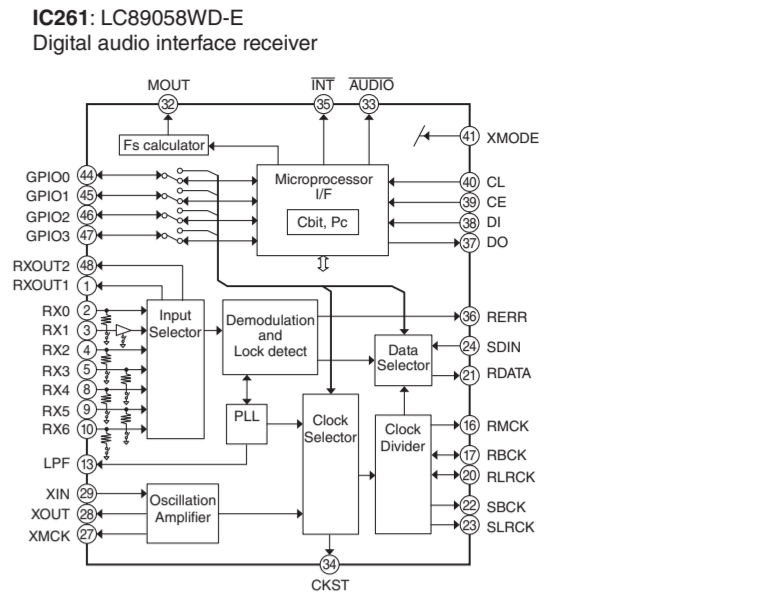 IC261: LC89058WD-E
Digital audio interface receiver
MOUT INT AUDIO
32 35 33
Fs calculator
41 XMODE
GPIO0 44
GPIO1 45
GPIO2 46
GPIO3 47
Microprocessor
I/F
Cbit, Pc
40 CL
39 CE
38 DI
37 DO
RXOUT2 48
RXOUT1 1
RX0 2
RX1 3
RX2 4
RX3 5
RX4 8
RX5 9
RX6 10
Input
Selector
Demodulation
and
Lock detect
Data
Selector
36 RERR
24 SDIN
21 RDATA
PLL
Clock
Selector
Clock
Divider
16 RMCK
17 RBCK
20 RLRCK
22 SBCK
23 SLRCK
LPF 13
XIN 29
XOUT 28
XMCK 27
Oscillation
Amplifier
34
CKST